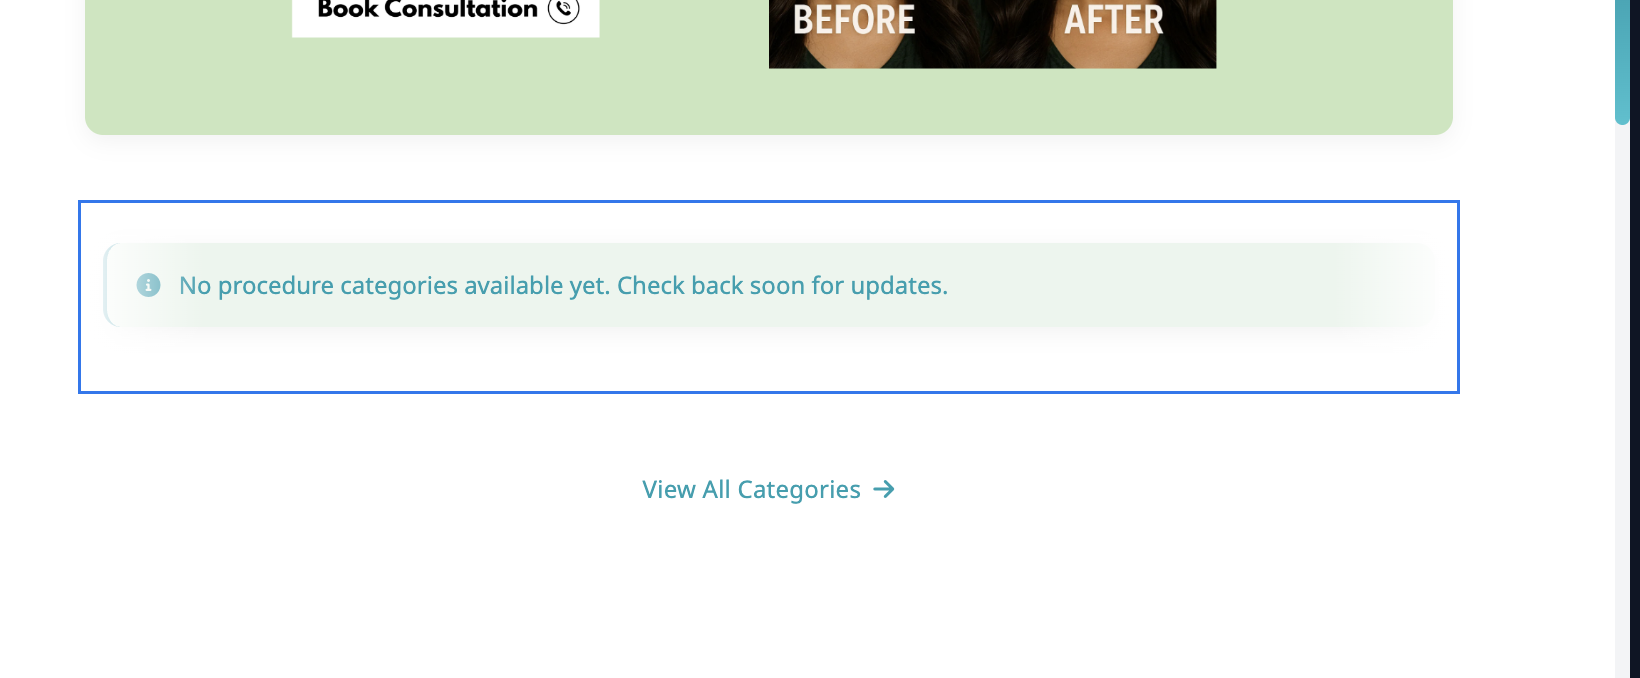 Book Consultation
BEFORE AFTER
No procedure categories available yet. Check back soon for updates.
View All Categories